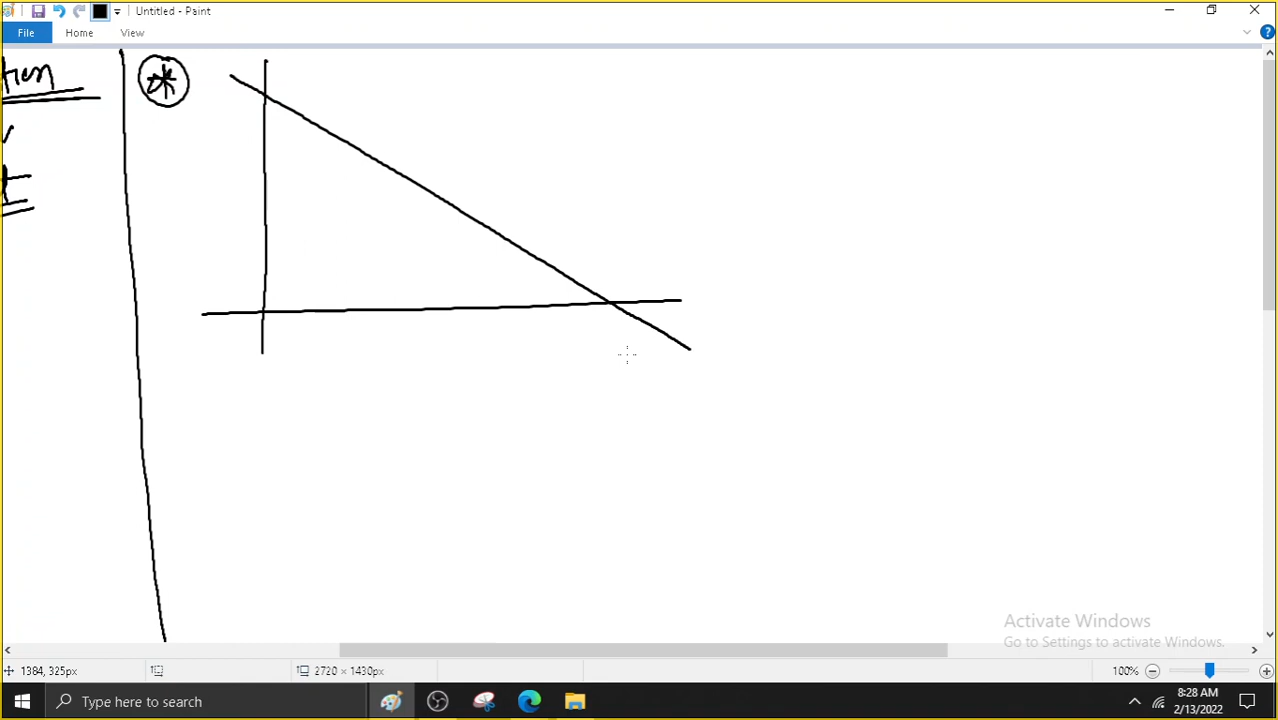 Untitled - Paint
File Home View
Activate Windows
Go to Settings to activate Windows.
1384, 325px
2720 × 1430px
100%
Type here to search
8:28 AM
2/13/2022